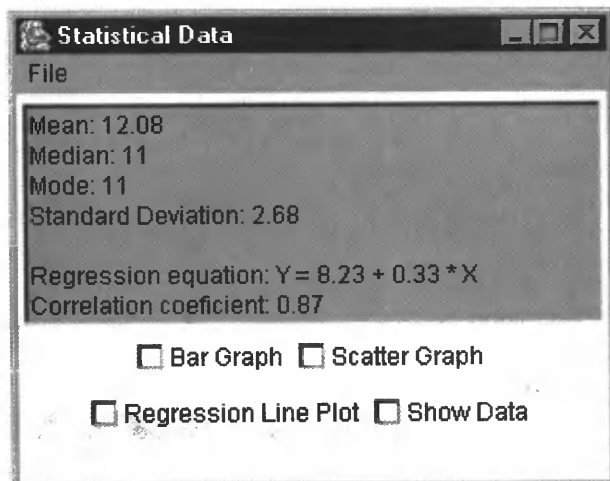 Statistical Data
File
Mean: 12.08
Median: 11
Mode: 11
Standard Deviation: 2.68
Regression equation: Y = 8.23 + 0.33 * X
Correlation coeficient: 0.87
Bar Graph Scatter Graph
Regression Line Plot Show Data